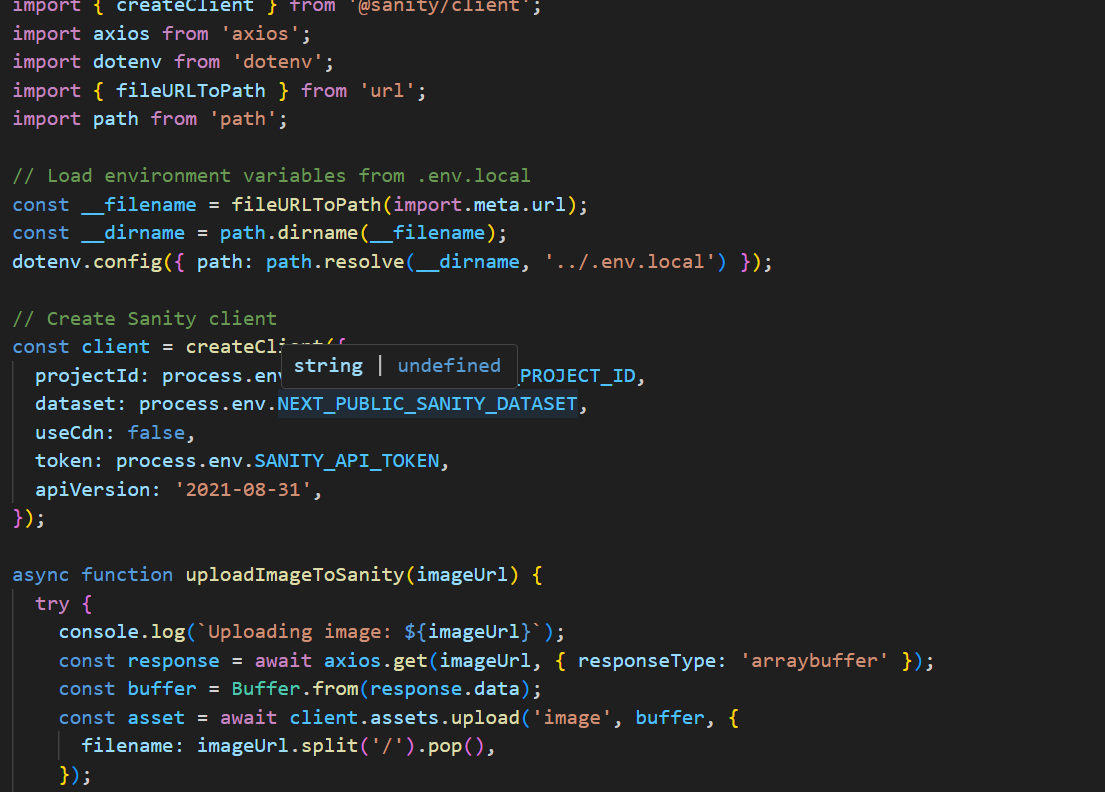 import { createClient } from '@sanity/client';
import axios from 'axios';
import dotenv from 'dotenv';
import { fileURLToPath } from 'url';
import path from 'path';
// Load environment variables from .env.local
const __filename = fileURLToPath(import.meta.url);
const __dirname = path.dirname(__filename);
dotenv.config({ path: path.resolve(__dirname, '../.env.local') });
// Create Sanity client
const client = createClient({
string | undefined
projectId: process.env _PROJECT_ID,
dataset: process.env.NEXT_PUBLIC_SANITY_DATASET,
useCdn: false,
token: process.env.SANITY_API_TOKEN,
apiVersion: '2021-08-31',
});
async function uploadImageToSanity(imageUrl) {
try {
console.log(`Uploading image: ${imageUrl}`);
const response = await axios.get(imageUrl, { responseType: 'arraybuffer' });
const buffer = Buffer.from(response.data);
const asset = await client.assets.upload('image', buffer, {
filename: imageUrl.split('/').pop(),
});